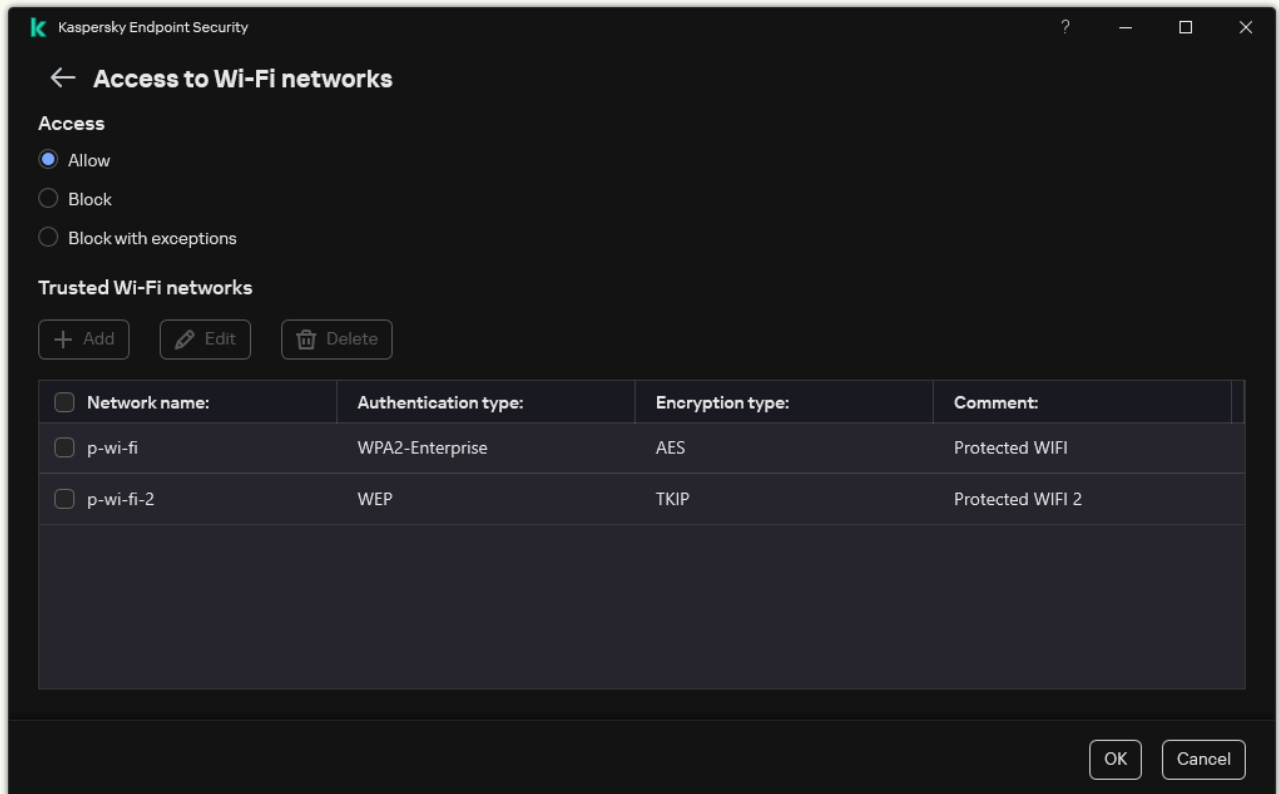 Kaspersky Endpoint Security ?
Access to Wi-Fi networks
Access
Allow
Block
Block with exceptions
Trusted Wi-Fi networks
Add Edit Delete
Network name: Authentication type: Encryption type: Comment:
p-wi-fi WPA2-Enterprise AES Protected WIFI
p-wi-fi-2 WEP TKIP Protected WIFI 2
OK Cancel